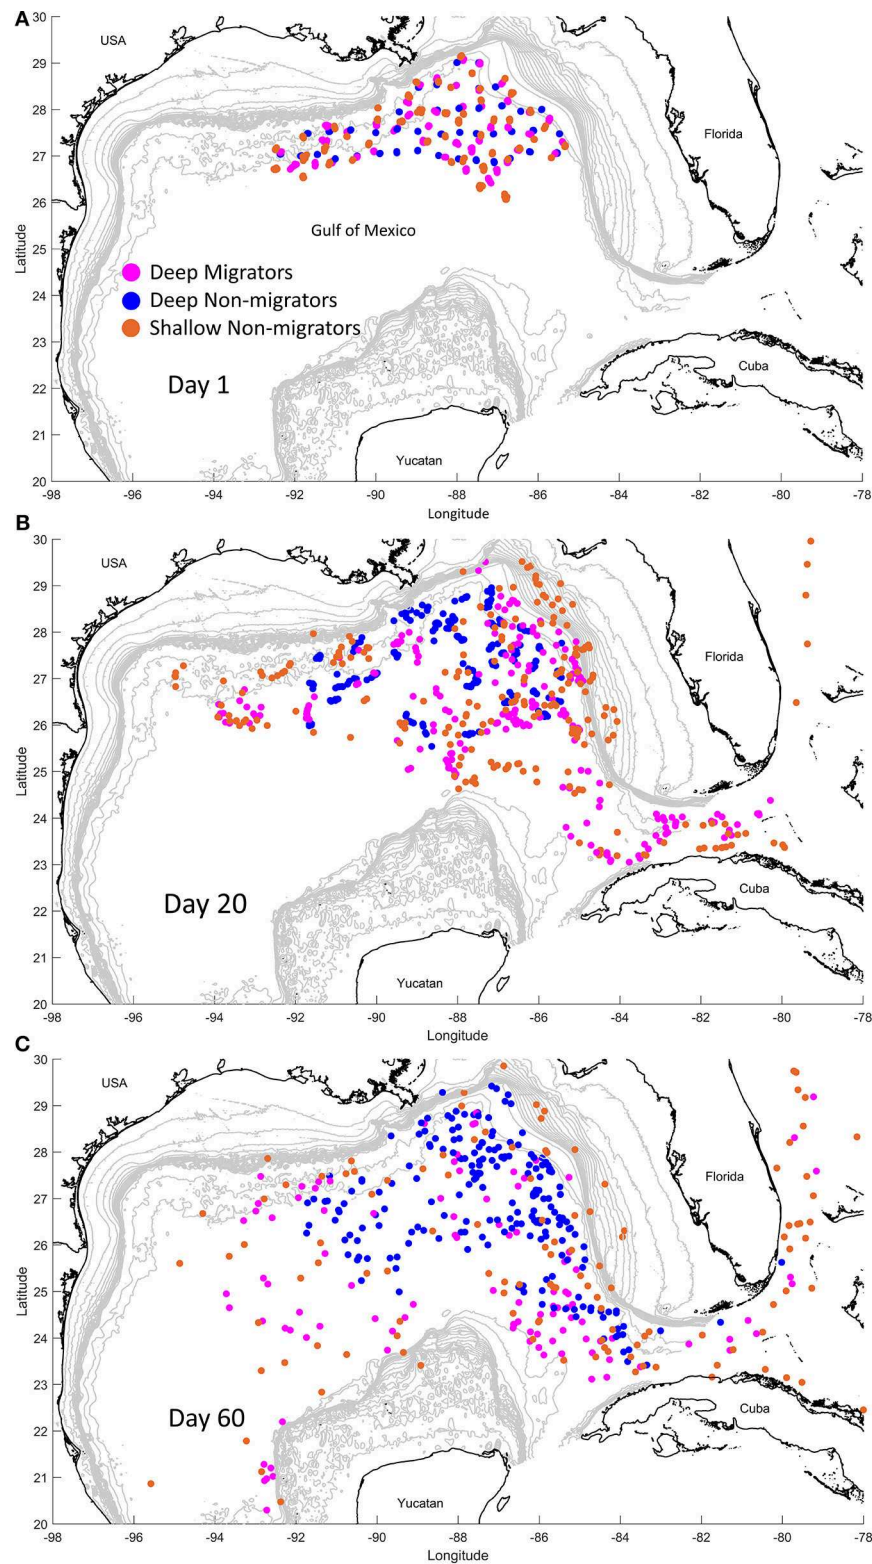 A
30
29
28
27
26
25
24
23
22
21
20
Latitude
USA
Florida
Gulf of Mexico
Deep Migrators
Deep Non-migrators
Shallow Non-migrators
Day 1
Cuba
Yucatan
-98 -96 -94 -92 -90 -88 -86 -84 -82 -80 -78
Longitude
B
30
29
28
27
26
25
24
23
22
21
20
Latitude
USA
Florida
Day 20
Cuba
Yucatan
-98 -96 -94 -92 -90 -88 -86 -84 -82 -80 -78
Longitude
C
30
29
28
27
26
25
24
23
22
21
20
Latitude
USA
Florida
Day 60
Cuba
Yucatan
-98 -96 -94 -92 -90 -88 -86 -84 -82 -80 -78
Longitude